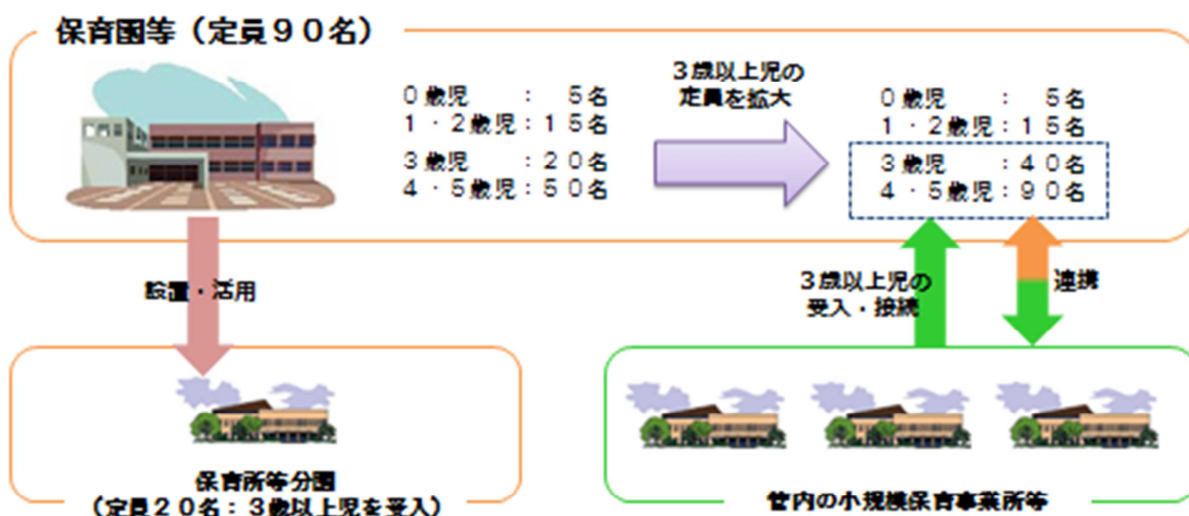 保育園等(定員90名)
0歳児 : 5名
1・2歳児:15名
3歳児 :20名
4・5歳児:50名
3歳以上児の
定員を拡大
0歳児 : 5名
1・2歳児:15名
3歳児 :40名
4・5歳児:90名
設置・活用
3歳以上児の
受入・接続
連携
保育所等分園
(定員20名:3歳以上児を受入)
管内の小規模保育事業所等